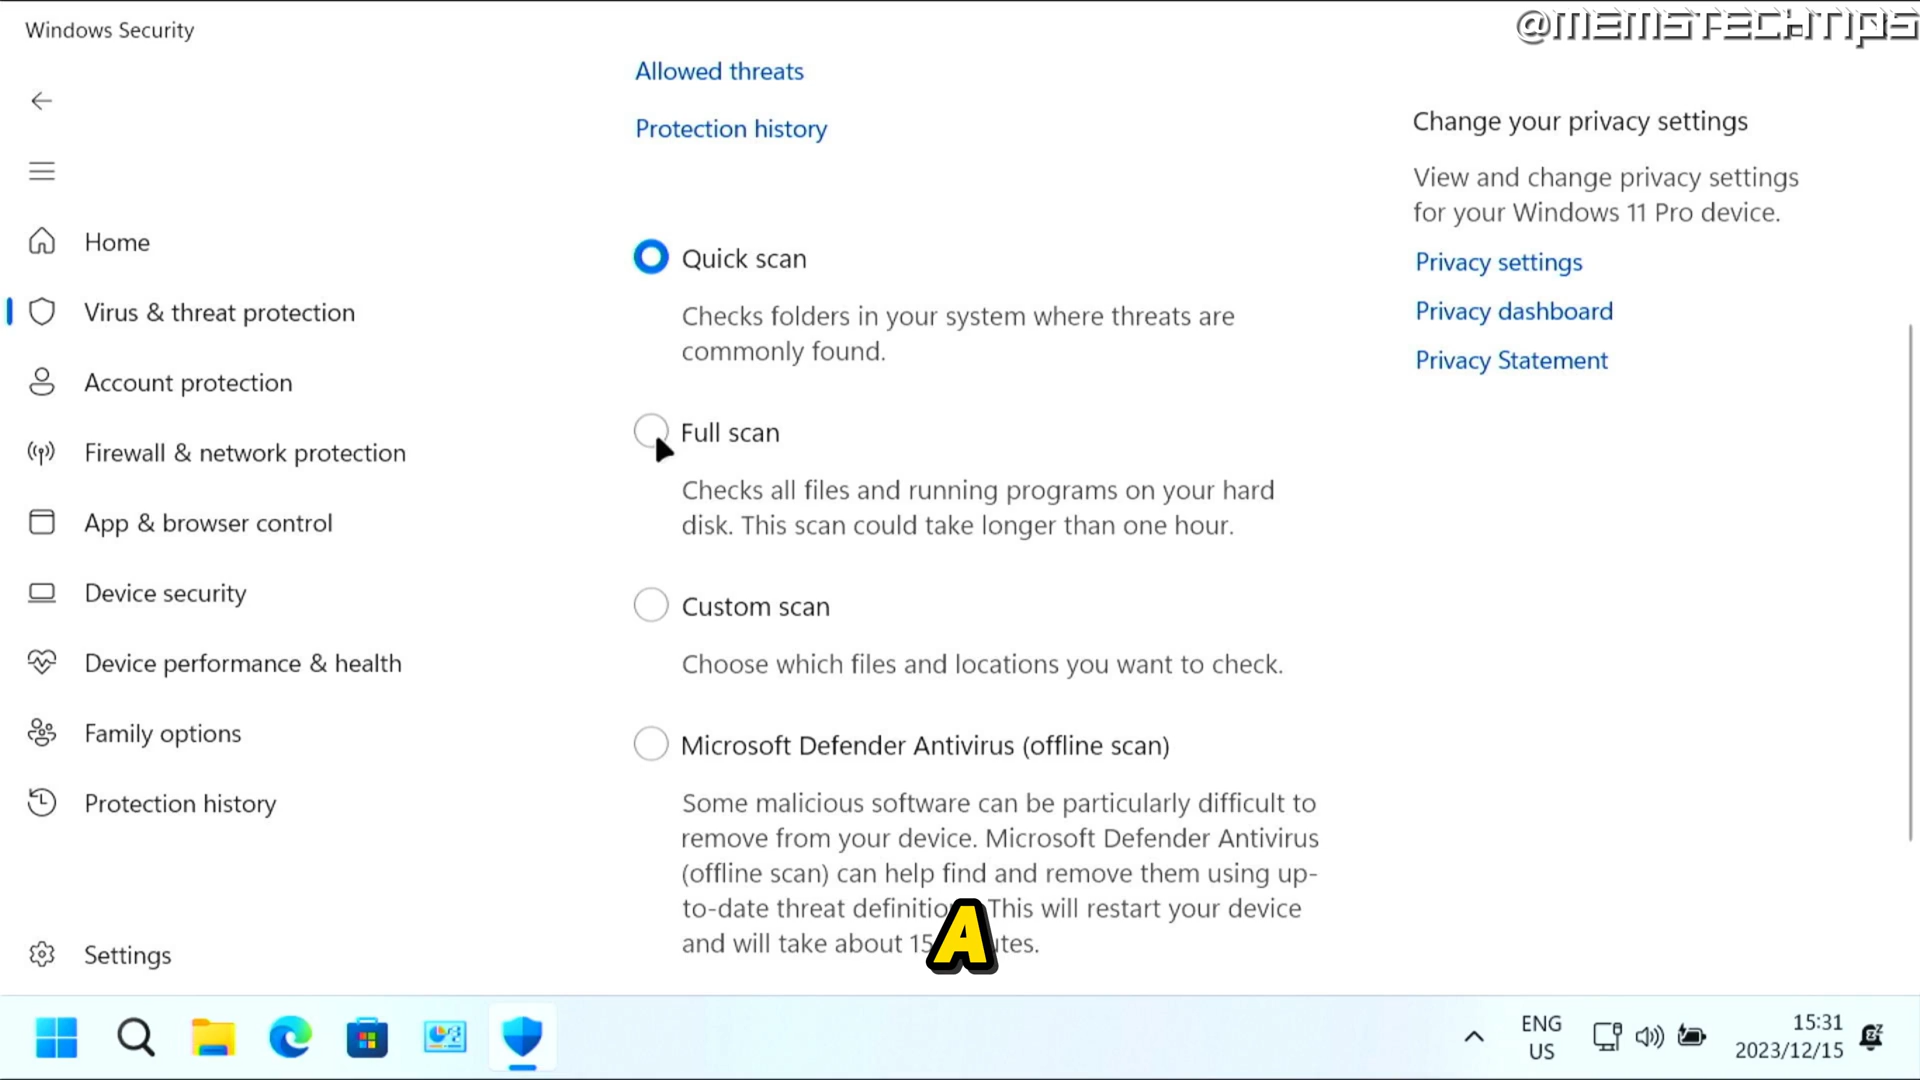 Windows Security
@MEMSTECHTIPS
Allowed threats
Protection history
Change your privacy settings
View and change privacy settings
for your Windows 11 Pro device.
Privacy settings
Privacy dashboard
Privacy Statement
Home
Virus & threat protection
Account protection
Firewall & network protection
App & browser control
Device security
Device performance & health
Family options
Protection history
Settings
Quick scan
Checks folders in your system where threats are
commonly found.
Full scan
Checks all files and running programs on your hard
disk. This scan could take longer than one hour.
Custom scan
Choose which files and locations you want to check.
Microsoft Defender Antivirus (offline scan)
Some malicious software can be particularly difficult to
remove from your device. Microsoft Defender Antivirus
(offline scan) can help find and remove them using up-
to-date threat This will restart your device
and will take about
A
ENG
US
15:31
2023/12/15